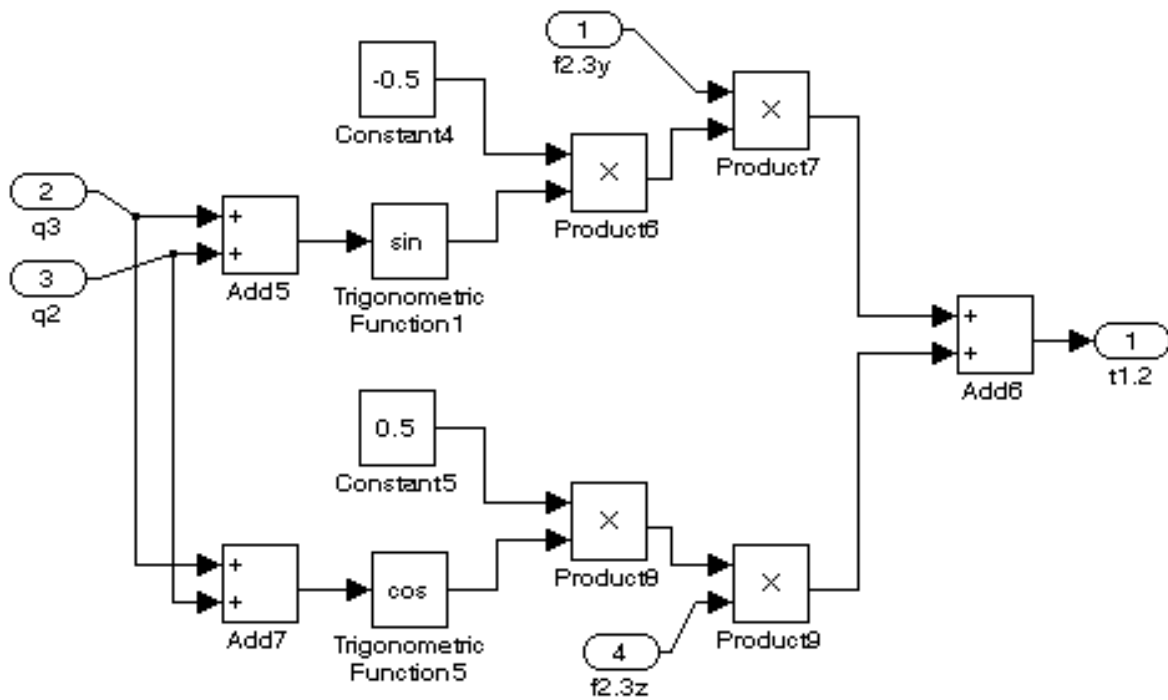 1
f2.3y
-0.5
Constant4
×
Product7
×
Product6
2
q3
3
q2
+
+
Add5
sin
Trigonometric
Function1
+
+
Add6
1
t1.2
0.5
Constant5
×
Product8
+
+
Add7
cos
Trigonometric
Function5
×
Product9
4
f2.3z